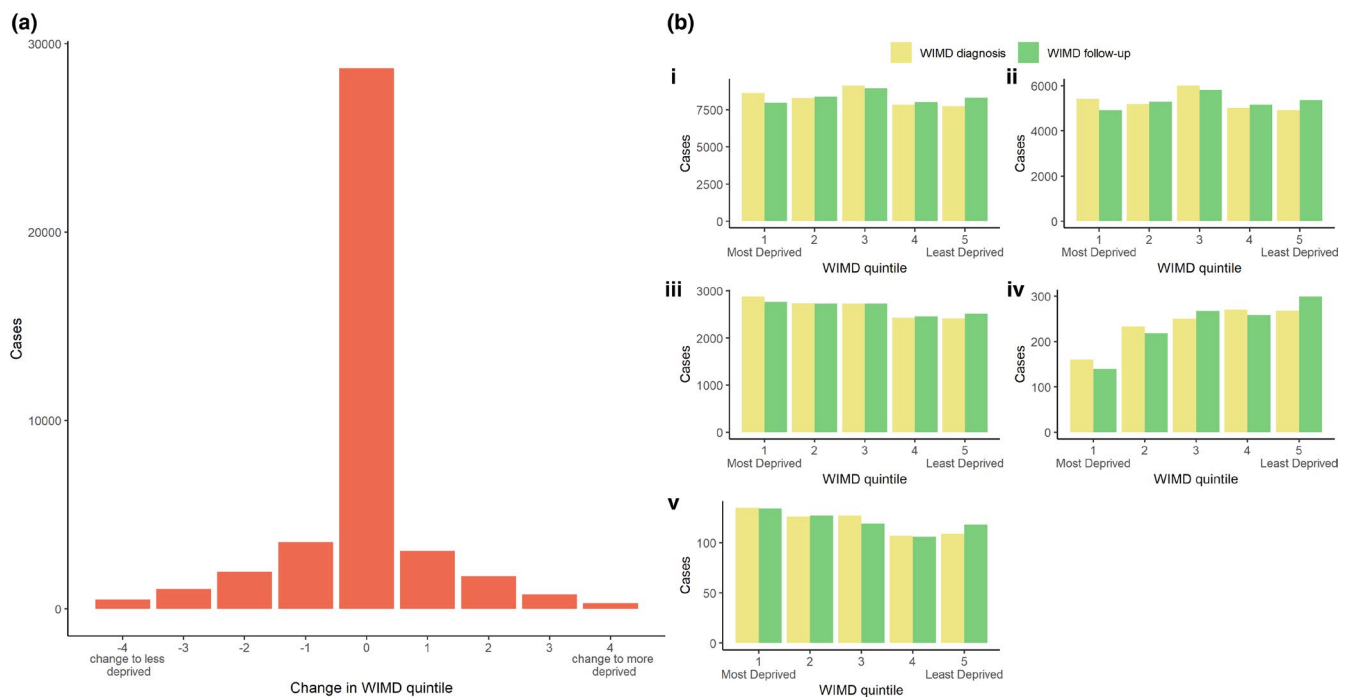 (a)
30000
20000
10000
0
Cases
-4 -3 -2 -1 0 1 2 3 4
change to less deprived
change to more deprived
Change in WIMD quintile
(b)
WIMD diagnosis WIMD follow-up
i
7500
5000
2500
0
Cases
1 2 3 4 5
Most Deprived Least Deprived
WIMD quintile
ii
6000
4000
2000
0
Cases
1 2 3 4 5
Most Deprived Least Deprived
WIMD quintile
iii
3000
2000
1000
0
Cases
1 2 3 4 5
Most Deprived Least Deprived
WIMD quintile
iv
300
200
100
0
Cases
1 2 3 4 5
Most Deprived Least Deprived
WIMD quintile
v
100
50
0
Cases
1 2 3 4 5
Most Deprived Least Deprived
WIMD quintile